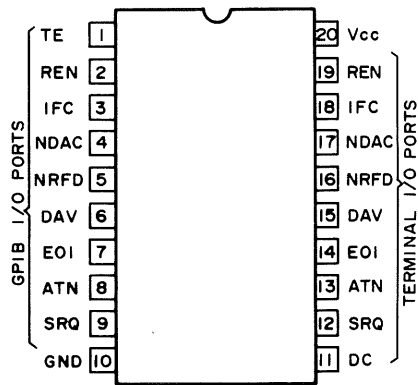 TE 1 20 Vcc
REN 2 19 REN
IFC 3 18 IFC
NDAC 4 17 NDAC
NRFD 5 16 NRFD
DAV 6 15 DAV
EOI 7 14 EOI
ATN 8 13 ATN
SRQ 9 12 SRQ
GND 10 11 DC
GPIB I/O PORTS
TERMINAL I/O PORTS